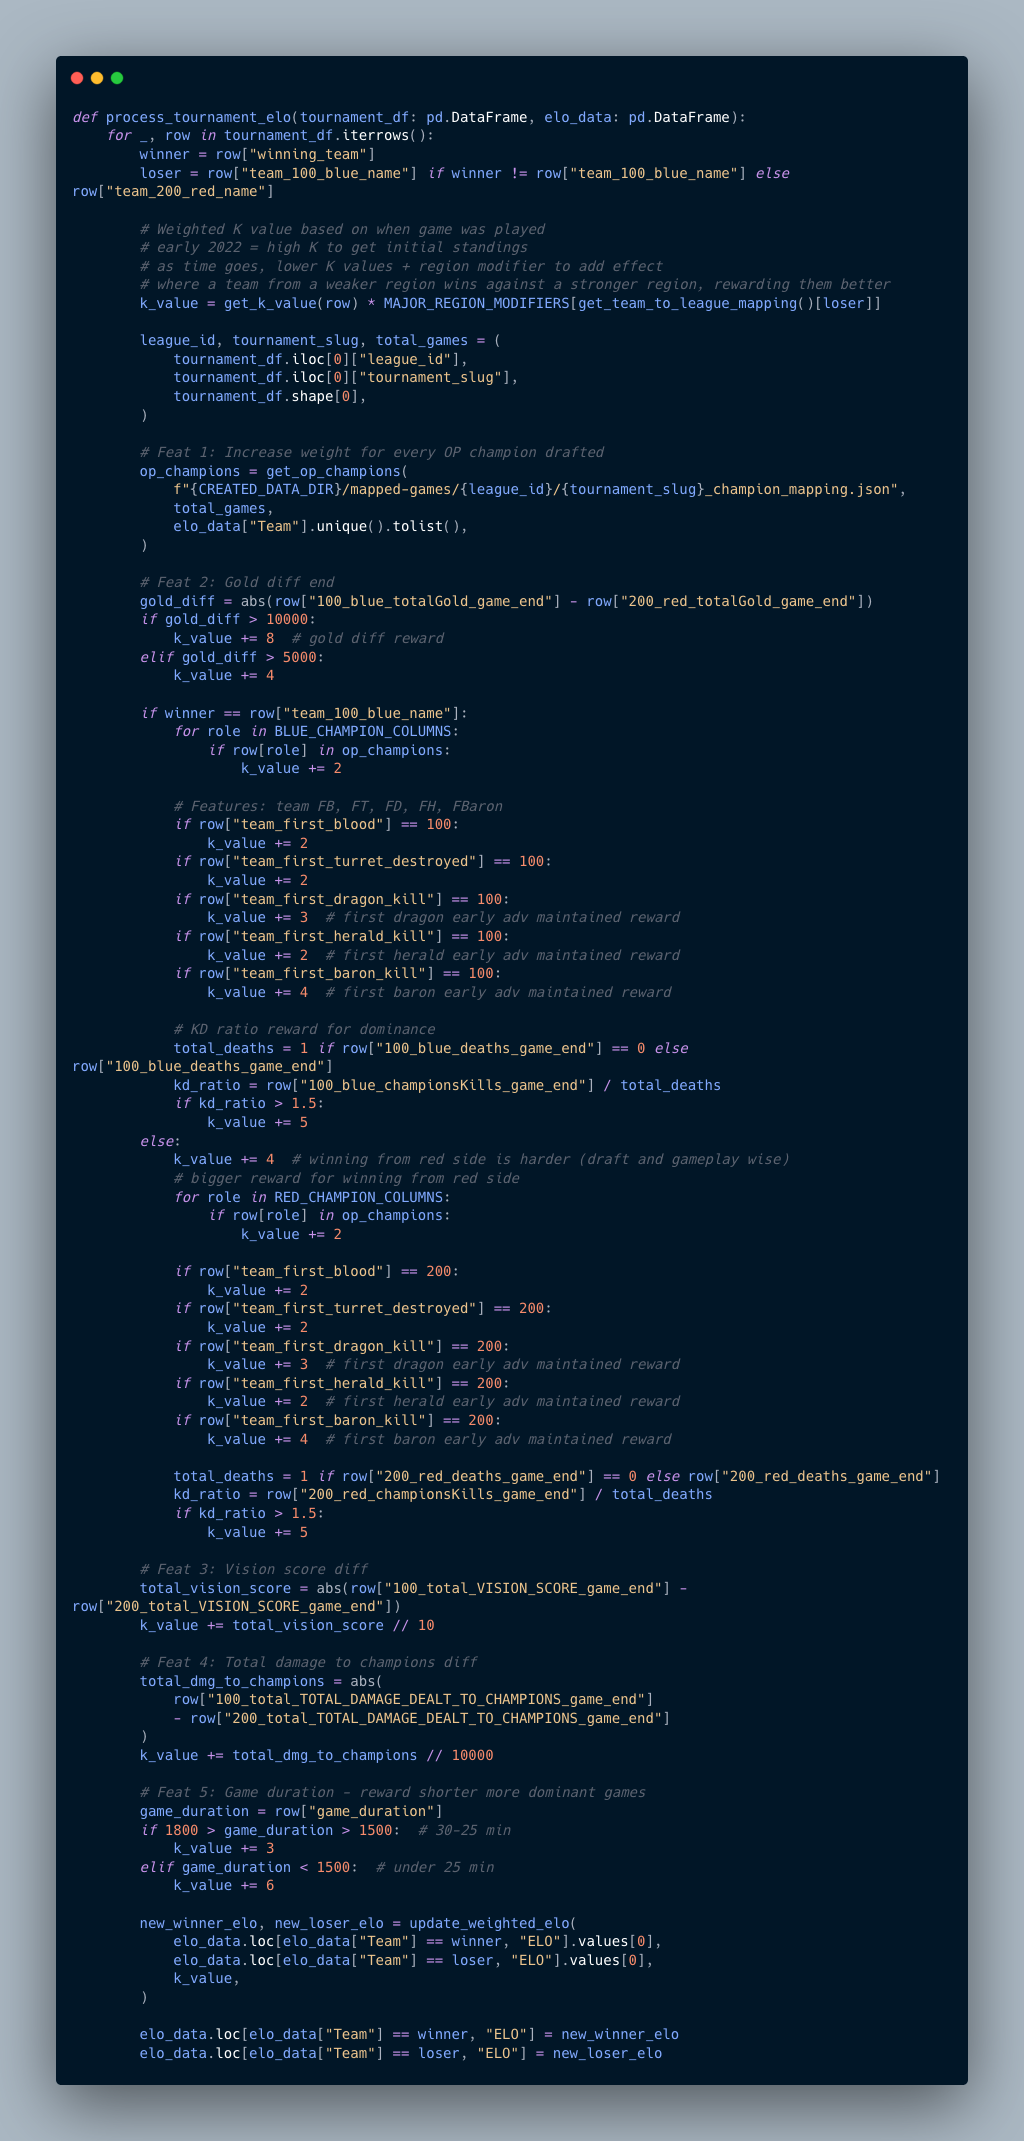 def process_tournament_elo(tournament_df: pd.DataFrame, elo_data: pd.DataFrame):
    for _, row in tournament_df.iterrows():
        winner = row["winning_team"]
        loser = row["team_100_blue_name"] if winner != row["team_100_blue_name"] else
row["team_200_red_name"]

        # Weighted K value based on when game was played
        # early 2022 = high K to get initial standings
        # as time goes, lower K values + region modifier to add effect
        # where a team from a weaker region wins against a stronger region, rewarding them better
        k_value = get_k_value(row) * MAJOR_REGION_MODIFIERS[get_team_to_league_mapping()[loser]]

        league_id, tournament_slug, total_games = (
            tournament_df.iloc[0]["league_id"],
            tournament_df.iloc[0]["tournament_slug"],
            tournament_df.shape[0],
        )

        # Feat 1: Increase weight for every OP champion drafted
        op_champions = get_op_champions(
            f"{CREATED_DATA_DIR}/mapped-games/{league_id}/{tournament_slug}_champion_mapping.json",
            total_games,
            elo_data["Team"].unique().tolist(),
        )

        # Feat 2: Gold diff end
        gold_diff = abs(row["100_blue_totalGold_game_end"] - row["200_red_totalGold_game_end"])
        if gold_diff > 10000:
            k_value += 8  # gold diff reward
        elif gold_diff > 5000:
            k_value += 4

        if winner == row["team_100_blue_name"]:
            for role in BLUE_CHAMPION_COLUMNS:
                if row[role] in op_champions:
                    k_value += 2

            # Features: team FB, FT, FD, FH, FBaron
            if row["team_first_blood"] == 100:
                k_value += 2
            if row["team_first_turret_destroyed"] == 100:
                k_value += 2
            if row["team_first_dragon_kill"] == 100:
                k_value += 3  # first dragon early adv maintained reward
            if row["team_first_herald_kill"] == 100:
                k_value += 2  # first herald early adv maintained reward
            if row["team_first_baron_kill"] == 100:
                k_value += 4  # first baron early adv maintained reward

            # KD ratio reward for dominance
            total_deaths = 1 if row["100_blue_deaths_game_end"] == 0 else
row["100_blue_deaths_game_end"]
            kd_ratio = row["100_blue_championsKills_game_end"] / total_deaths
            if kd_ratio > 1.5:
                k_value += 5
        else:
            k_value += 4  # winning from red side is harder (draft and gameplay wise)
            # bigger reward for winning from red side
            for role in RED_CHAMPION_COLUMNS:
                if row[role] in op_champions:
                    k_value += 2

            if row["team_first_blood"] == 200:
                k_value += 2
            if row["team_first_turret_destroyed"] == 200:
                k_value += 2
            if row["team_first_dragon_kill"] == 200:
                k_value += 3  # first dragon early adv maintained reward
            if row["team_first_herald_kill"] == 200:
                k_value += 2  # first herald early adv maintained reward
            if row["team_first_baron_kill"] == 200:
                k_value += 4  # first baron early adv maintained reward

            total_deaths = 1 if row["200_red_deaths_game_end"] == 0 else row["200_red_deaths_game_end"]
            kd_ratio = row["200_red_championsKills_game_end"] / total_deaths
            if kd_ratio > 1.5:
                k_value += 5

        # Feat 3: Vision score diff
        total_vision_score = abs(row["100_total_VISION_SCORE_game_end"] -
row["200_total_VISION_SCORE_game_end"])
        k_value += total_vision_score // 10

        # Feat 4: Total damage to champions diff
        total_dmg_to_champions = abs(
            row["100_total_TOTAL_DAMAGE_DEALT_TO_CHAMPIONS_game_end"]
            - row["200_total_TOTAL_DAMAGE_DEALT_TO_CHAMPIONS_game_end"]
        )
        k_value += total_dmg_to_champions // 10000

        # Feat 5: Game duration - reward shorter more dominant games
        game_duration = row["game_duration"]
        if 1800 > game_duration > 1500:  # 30-25 min
            k_value += 3
        elif game_duration < 1500:  # under 25 min
            k_value += 6

        new_winner_elo, new_loser_elo = update_weighted_elo(
            elo_data.loc[elo_data["Team"] == winner, "ELO"].values[0],
            elo_data.loc[elo_data["Team"] == loser, "ELO"].values[0],
            k_value,
        )

        elo_data.loc[elo_data["Team"] == winner, "ELO"] = new_winner_elo
        elo_data.loc[elo_data["Team"] == loser, "ELO"] = new_loser_elo